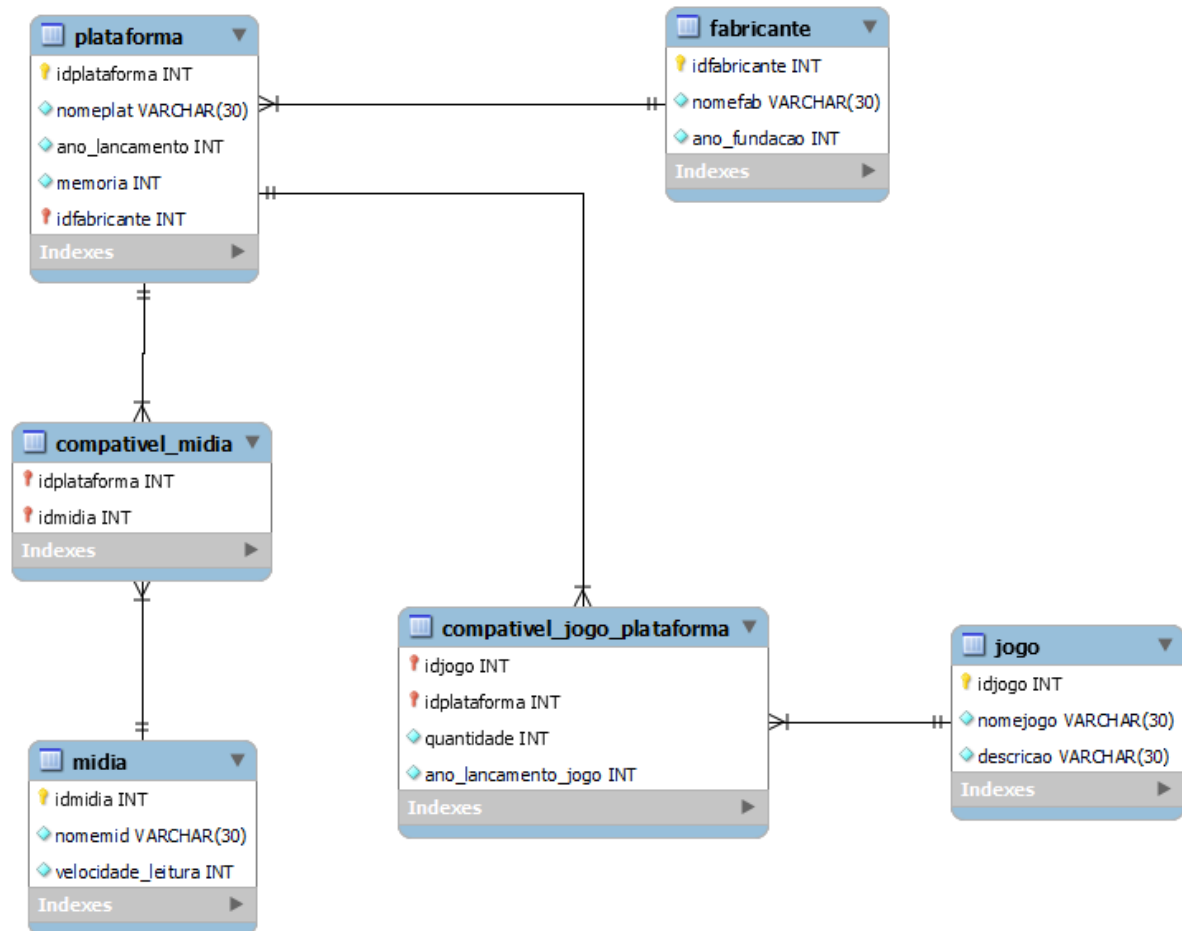 plataforma
idplataforma INT
nomeplat VARCHAR(30)
ano_lancamento INT
memoria INT
idfabricante INT
Indexes
fabricante
idfabricante INT
nomefab VARCHAR(30)
ano_fundacao INT
Indexes
compativel_midia
idplataforma INT
idmidia INT
Indexes
midia
idmidia INT
nomemid VARCHAR(30)
velocidade_leitura INT
Indexes
compativel_jogo_plataforma
idjogo INT
idplataforma INT
quantidade INT
ano_lancamento_jogo INT
Indexes
jogo
idjogo INT
nomejogo VARCHAR(30)
descricao VARCHAR(30)
Indexes